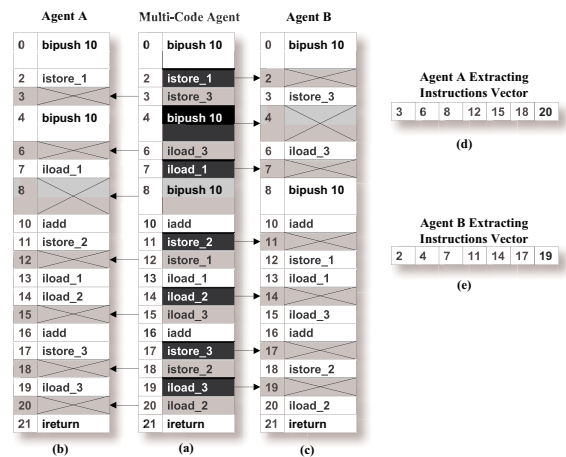 Agent A Multi-Code Agent Agent B
0 bipush 10 0 bipush 10 0 bipush 10
2 istore_1 2 istore_1 2
3 3 istore_3 3 istore_3
4 bipush 10 4 bipush 10 4
6 6 iload_3 6 iload_3
7 iload_1 7 iload_1 7
8 8 bipush 10 8 bipush 10
10 iadd 10 iadd 10 iadd
11 istore_2 11 istore_2 11
12 12 istore_1 12 istore_1
13 iload_1 13 iload_1 13 iload_1
14 iload_2 14 iload_2 14
15 15 iload_3 15 iload_3
16 iadd 16 iadd 16 iadd
17 istore_3 17 istore_3 17
18 18 istore_2 18 istore_2
19 iload_3 19 iload_3 19
20 20 iload_2 20 iload_2
21 ireturn 21 ireturn 21 ireturn
(b) (a) (c)
Agent A Extracting
Instructions Vector
3 6 8 12 15 18 20
(d)
Agent B Extracting
Instructions Vector
2 4 7 11 14 17 19
(e)